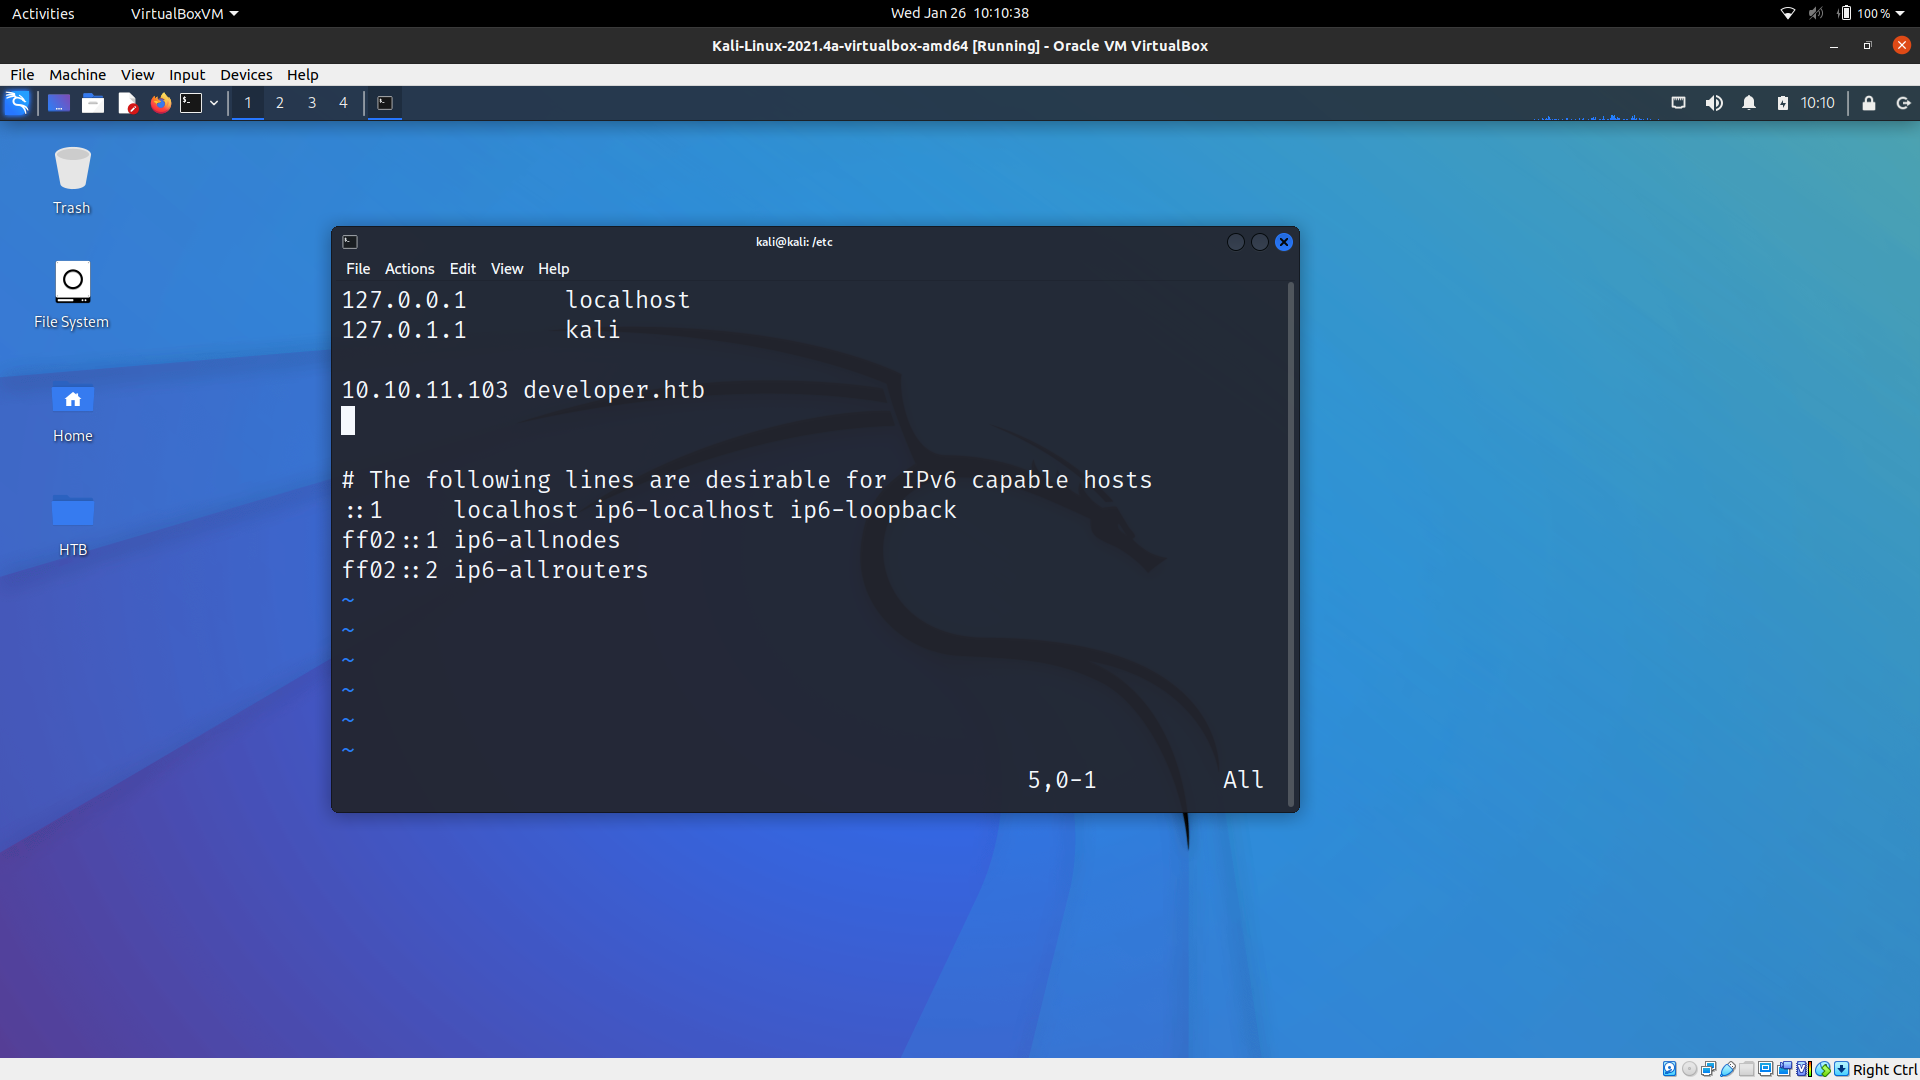 Activities VirtualBoxVM Wed Jan 26 10:10:38 100 %
Kali-Linux-2021.4a-virtualbox-amd64 [Running] - Oracle VM VirtualBox
File Machine View Input Devices Help
1 2 3 4 10:10
Trash
File System
Home
HTB
kali@kali: /etc
File Actions Edit View Help
127.0.0.1 localhost
127.0.1.1 kali
10.10.11.103 developer.htb
# The following lines are desirable for IPv6 capable hosts
::1 localhost ip6-localhost ip6-loopback
ff02::1 ip6-allnodes
ff02::2 ip6-allrouters
~
~
~
~
~
~
5,0-1 All
Right Ctrl